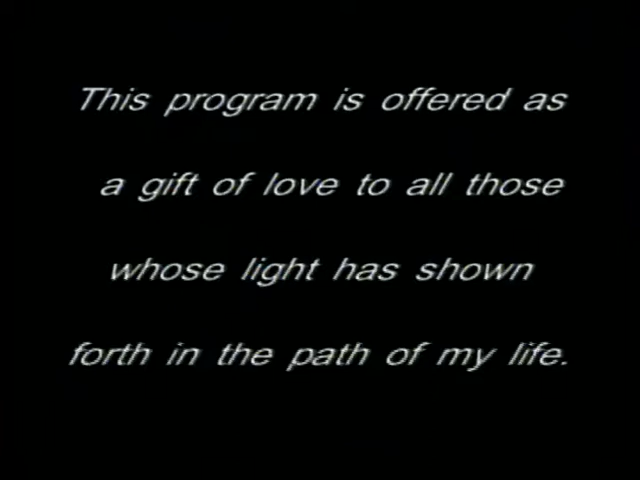 This program is offered as
a gift of love to all those
whose light has shown
forth in the path of my life.